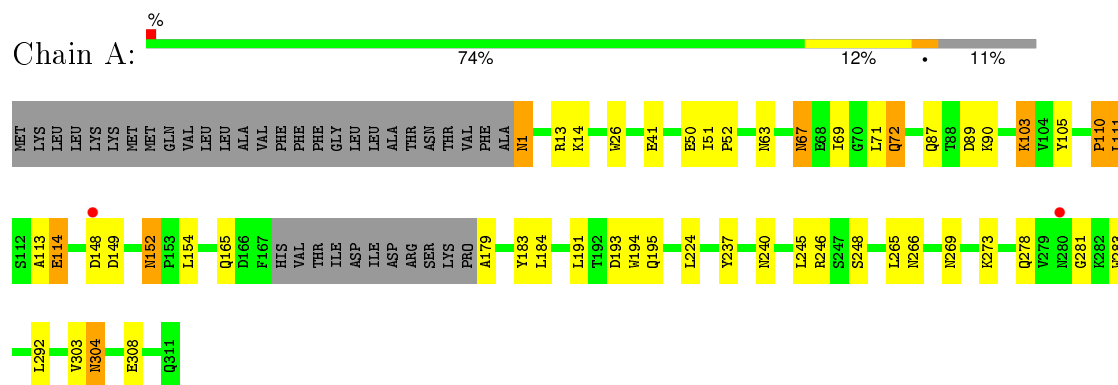 %
Chain A:
74% 12% • 11%
MET LYS LEU LEU LYS LYS MET MET GLN VAL LEU LEU ALA VAL PHE PHE PHE GLY LEU LEU ALA THR ASN THR VAL PHE ALA N1 R13 K14 W26 E41 E50 I51 P52 N63 N67 E68 I69 G70 L71 Q72 Q87 T88 D89 K90 K103 V104 Y105 P110 L111
S112 A113 E114 D148 D149 N152 P153 L154 Q165 D166 F167 HIS VAL THR ILE ASP ILE ASP ARG SER LYS PRO A179 Y183 L184 L191 T192 D193 W194 Q195 L224 Y237 N240 L245 R246 S247 S248 L265 N266 N269 K273 Q278 V279 N280 G281 K282 W283
L292 V303 N304 E308 Q311